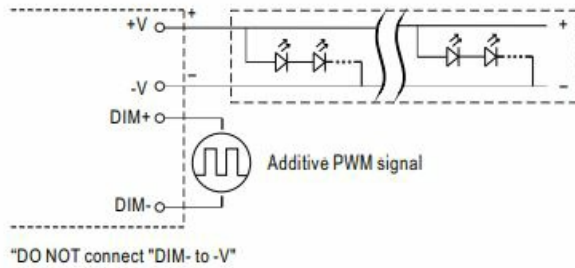 +V + +
-V − −
DIM+
Additive PWM signal
DIM-
"DO NOT connect "DIM- to -V"